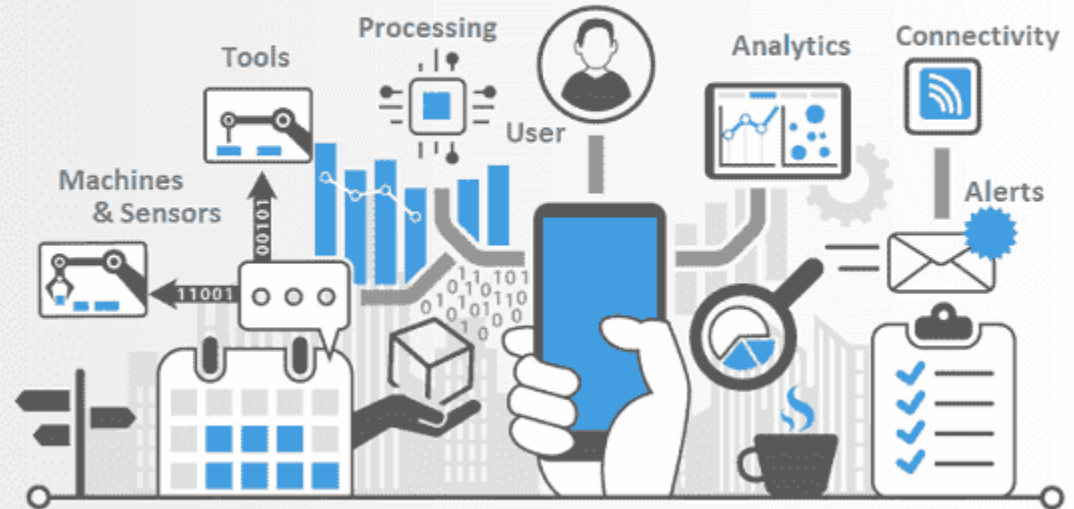 Processing
Connectivity
Analytics
Tools
User
Machines
& Sensors
Alerts
00101
11001